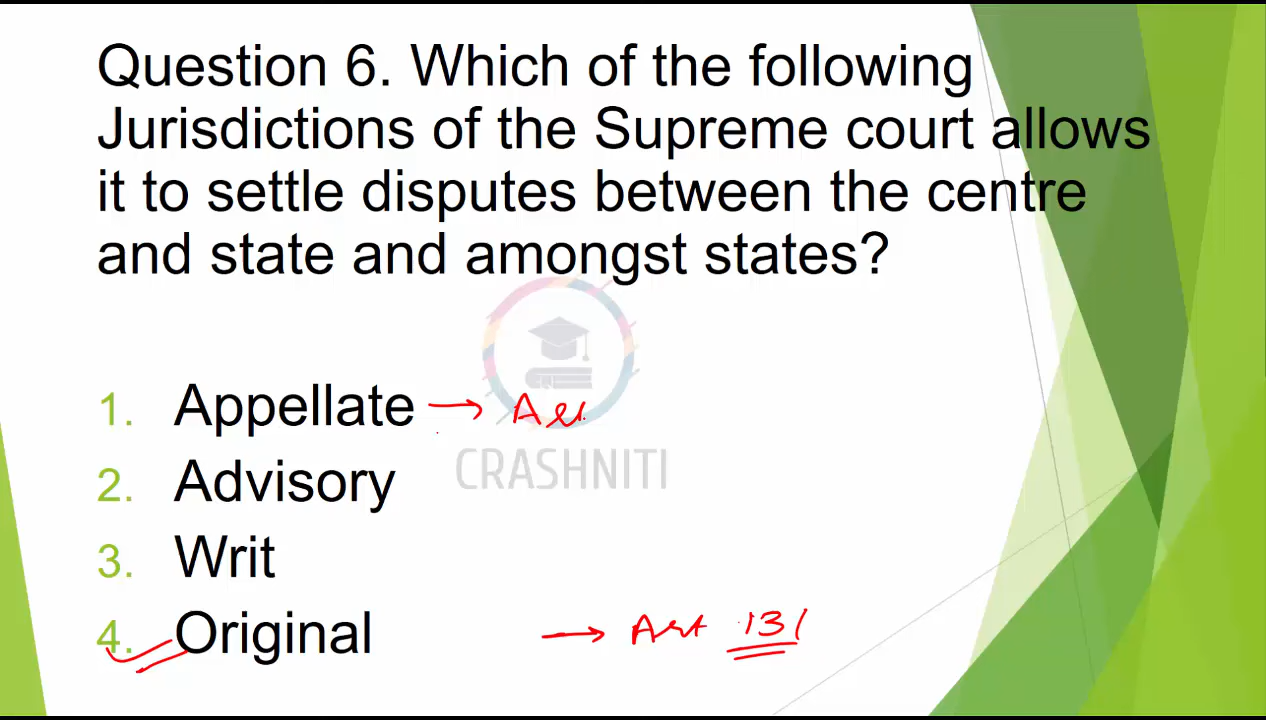 Question 6. Which of the following
Jurisdictions of the Supreme court allows
it to settle disputes between the centre
and state and amongst states?
1. Appellate → Ar
CRASHNITI
2. Advisory
3. Writ
4. Original → Art 131